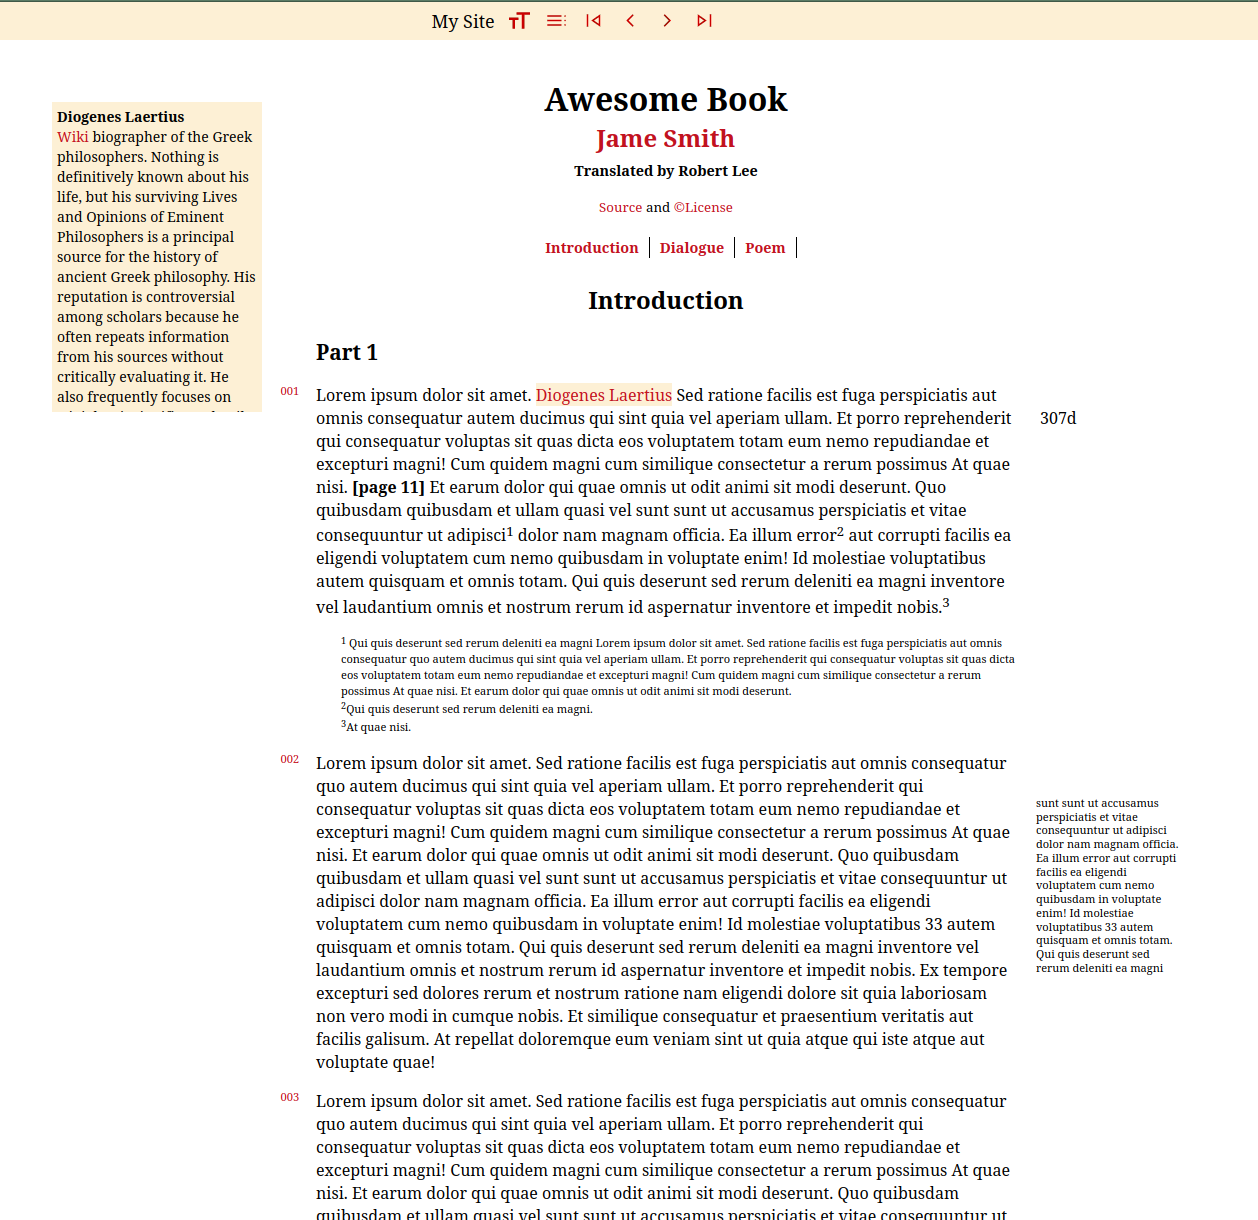 My Site
Awesome Book
Jame Smith
Translated by Robert Lee
Source and ©License
Introduction
Dialogue
Poem
Diogenes Laertius
Wiki biographer of the Greek
philosophers. Nothing is
definitively known about his
life, but his surviving Lives
and Opinions of Eminent
Philosophers is a principal
source for the history of
ancient Greek philosophy. His
reputation is controversial
among scholars because he
often repeats information
from his sources without
critically evaluating it. He
also frequently focuses on
Introduction
Part 1
001
Lorem ipsum dolor sit amet. Diogenes Laertius Sed ratione facilis est fuga perspiciatis aut
omnis consequatur autem ducimus qui sint quia vel aperiam ullam. Et porro reprehenderit
307d
qui consequatur voluptas sit quas dicta eos voluptatem totam eum nemo repudiandae et
excepturi magni! Cum quidem magni cum similique consectetur a rerum possimus At quae
nisi. [page 11] Et earum dolor qui quae omnis ut odit animi sit modi deserunt. Quo
quibusdam quibusdam et ullam quasi vel sunt sunt ut accusamus perspiciatis et vitae
consequuntur ut adipisci1 dolor nam magnam officia. Ea illum error2 aut corrupti facilis ea
eligendi voluptatem cum nemo quibusdam in voluptate enim! Id molestiae voluptatibus
autem quisquam et omnis totam. Qui quis deserunt sed rerum deleniti ea magni inventore
vel laudantium omnis et nostrum rerum id aspernatur inventore et impedit nobis.3
1 Qui quis deserunt sed rerum deleniti ea magni Lorem ipsum dolor sit amet. Sed ratione facilis est fuga perspiciatis aut omnis
consequatur quo autem ducimus qui sint quia vel aperiam ullam. Et porro reprehenderit qui consequatur voluptas sit quas dicta
eos voluptatem totam eum nemo repudiandae et excepturi magni! Cum quidem magni cum similique consectetur a rerum
possimus At quae nisi. Et earum dolor qui quae omnis ut odit animi sit modi deserunt.
2Qui quis deserunt sed rerum deleniti ea magni.
3At quae nisi.
002
Lorem ipsum dolor sit amet. Sed ratione facilis est fuga perspiciatis aut omnis consequatur
quo autem ducimus qui sint quia vel aperiam ullam. Et porro reprehenderit qui
consequatur voluptas sit quas dicta eos voluptatem totam eum nemo repudiandae et
excepturi magni! Cum quidem magni cum similique consectetur a rerum possimus At quae
nisi. Et earum dolor qui quae omnis ut odit animi sit modi deserunt. Quo quibusdam
quibusdam et ullam quasi vel sunt sunt ut accusamus perspiciatis et vitae consequuntur ut
adipisci dolor nam magnam officia. Ea illum error aut corrupti facilis ea eligendi
voluptatem cum nemo quibusdam in voluptate enim! Id molestiae voluptatibus 33 autem
quisquam et omnis totam. Qui quis deserunt sed rerum deleniti ea magni inventore vel
laudantium omnis et nostrum rerum id aspernatur inventore et impedit nobis. Ex tempore
excepturi sed dolores rerum et nostrum ratione nam eligendi dolore sit quia laboriosam
non vero modi in cumque nobis. Et similique consequatur et praesentium veritatis aut
facilis galisum. At repellat doloremque eum veniam sint ut quia atque qui iste atque aut
voluptate quae!
sunt sunt ut accusamus
perspiciatis et vitae
consequuntur ut adipisci
dolor nam magnam officia.
Ea illum error aut corrupti
facilis ea eligendi
voluptatem cum nemo
quibusdam in voluptate
enim! Id molestiae
voluptatibus 33 autem
quisquam et omnis totam.
Qui quis deserunt sed
rerum deleniti ea magni
003
Lorem ipsum dolor sit amet. Sed ratione facilis est fuga perspiciatis aut omnis consequatur
quo autem ducimus qui sint quia vel aperiam ullam. Et porro reprehenderit qui
consequatur voluptas sit quas dicta eos voluptatem totam eum nemo repudiandae et
excepturi magni! Cum quidem magni cum similique consectetur a rerum possimus At quae
nisi. Et earum dolor qui quae omnis ut odit animi sit modi deserunt. Quo quibusdam
quibusdam et ullam quasi vel sunt sunt ut accusamus perspiciatis et vitae consequuntur ut